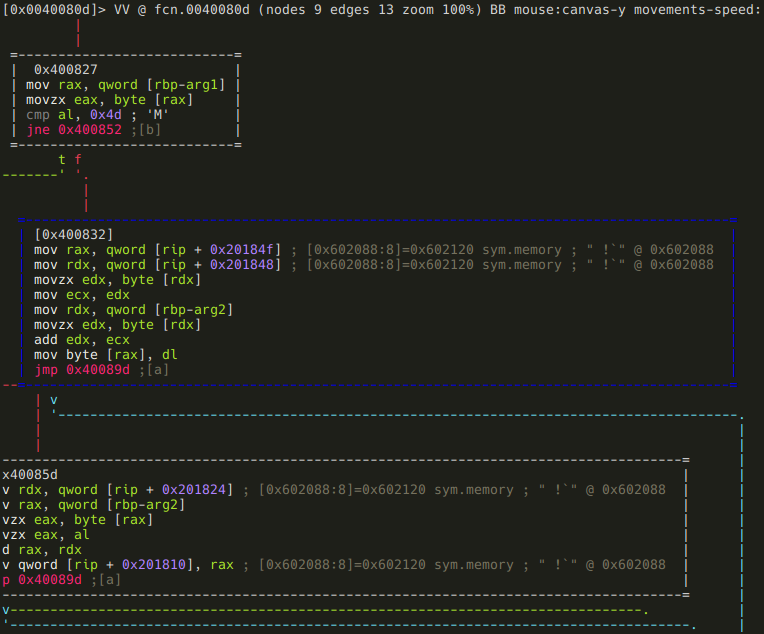 [0x0040080d]> VV @ fcn.0040080d (nodes 9 edges 13 zoom 100%) BB mouse:canvas-y movements-speed:
0x400827
mov rax, qword [rbp-arg1]
movzx eax, byte [rax]
cmp al, 0x4d ; 'M'
jne 0x400852 ;[b]
t f
[0x400832]
mov rax, qword [rip + 0x20184f] ; [0x602088:8]=0x602120 sym.memory ; " !`" @ 0x602088
mov rdx, qword [rip + 0x201848] ; [0x602088:8]=0x602120 sym.memory ; " !`" @ 0x602088
movzx edx, byte [rdx]
mov ecx, edx
mov rdx, qword [rbp-arg2]
movzx edx, byte [rdx]
add edx, ecx
mov byte [rax], dl
jmp 0x40089d ;[a]
v
x40085d
v rdx, qword [rip + 0x201824] ; [0x602088:8]=0x602120 sym.memory ; " !`" @ 0x602088
v rax, qword [rbp-arg2]
vzx eax, byte [rax]
vzx eax, al
d rax, rdx
v qword [rip + 0x201810], rax ; [0x602088:8]=0x602120 sym.memory ; " !`" @ 0x602088
p 0x40089d ;[a]
v